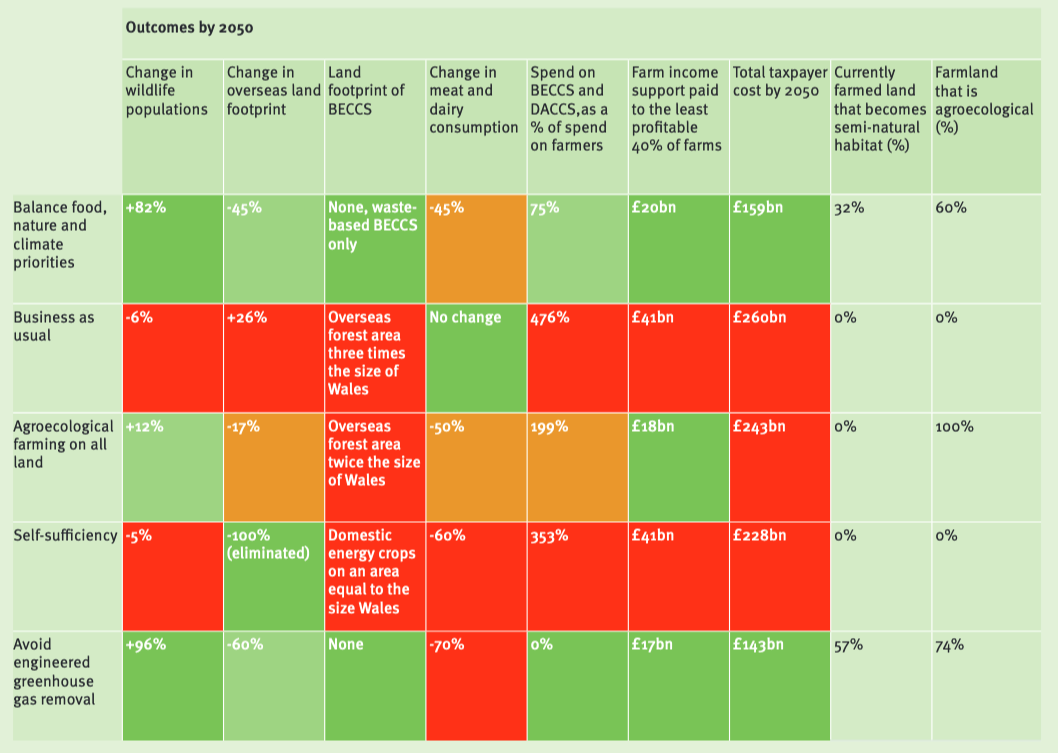 Outcomes by 2050
Change in
wildlife
populations
Change in
overseas land
footprint
Land
footprint of
BECCS
Change in
meat and
dairy
consumption
Spend on
BECCS and
DACCS,as a
% of spend
on farmers
Farm income
support paid
to the least
profitable
40% of farms
Total taxpayer
cost by 2050
Currently
farmed land
that becomes
semi-natural
habitat (%)
Farmland
that is
agroecological
(%)
Balance food,
nature and
climate
priorities
+82%
-45%
None, waste-
based BECCS
only
-45%
75%
£20bn
£159bn
32%
60%
Business as
usual
-6%
+26%
Overseas
forest area
three times
the size of
Wales
No change
476%
£41bn
£260bn
0%
0%
Agroecological
farming on all
land
+12%
-17%
Overseas
forest area
twice the size
of Wales
-50%
199%
£18bn
£243bn
0%
100%
Self-sufficiency
-5%
-100%
(eliminated)
Domestic
energy crops
on an area
equal to the
size Wales
-60%
353%
£41bn
£228bn
0%
0%
Avoid
engineered
greenhouse
gas removal
+96%
-60%
None
-70%
0%
£17bn
£143bn
57%
74%